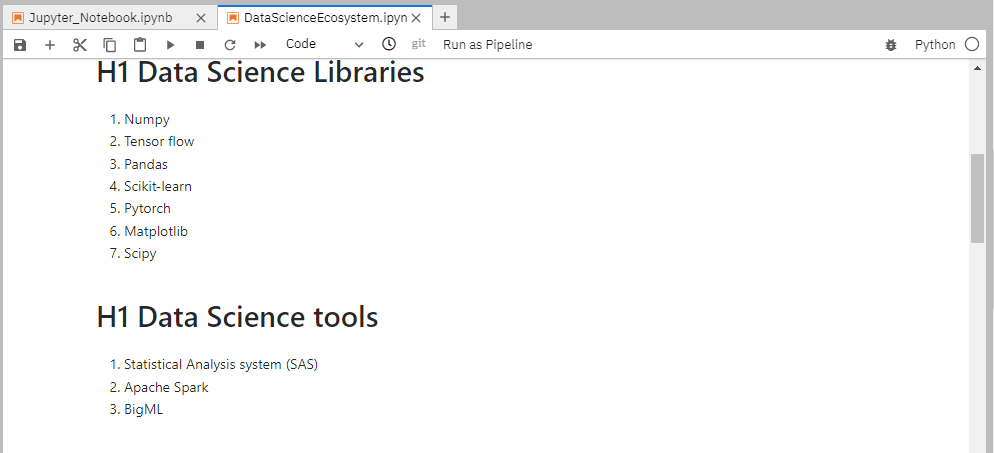 Jupyter_Notebook.ipynb
DataScienceEcosystem.ipyn
Code
git
Run as Pipeline
Python
H1 Data Science Libraries
1. Numpy
2. Tensor flow
3. Pandas
4. Scikit-learn
5. Pytorch
6. Matplotlib
7. Scipy
H1 Data Science tools
1. Statistical Analysis system (SAS)
2. Apache Spark
3. BigML